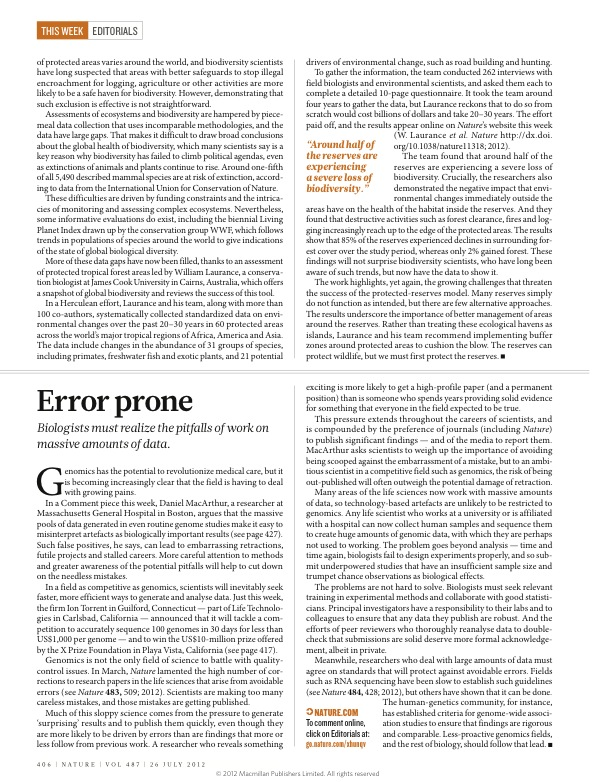 THIS WEEK EDITORIALS
of protected areas varies around the world, and biodiversity scientists
have long suspected that areas with better safeguards to stop illegal
encroachment for logging, agriculture or other activities are more
likely to be a safe haven for biodiversity. However, demonstrating that
such exclusion is effective is not straightforward.
Assessments of ecosystems and biodiversity are hampered by piece-
meal data collection that uses incomparable methodologies, and the
data have large gaps. That makes it difficult to draw broad conclusions
about the global health of biodiversity, which many scientists say is a
key reason why biodiversity has failed to climb political agendas, even
as extinctions of animals and plants continue to rise. Around one-fifth
of all 5,490 described mammal species are at risk of extinction, accord-
ing to data from the International Union for Conservation of Nature.
These difficulties are driven by funding constraints and the intrica-
cies of monitoring and assessing complex ecosystems. Nevertheless,
some informative evaluations do exist, including the biennial Living
Planet Index drawn up by the conservation group WWF, which follows
trends in populations of species around the world to give indications
of the state of global biological diversity.
More of these data gaps have now been filled, thanks to an assessment
of protected tropical forest areas led by William Laurance, a conserva-
tion biologist at James Cook University in Cairns, Australia, which offers
a snapshot of global biodiversity and reviews the success of this tool.
In a Herculean effort, Laurance and his team, along with more than
100 co-authors, systematically collected standardized data on envi-
ronmental changes over the past 20–30 years in 60 protected areas
across the world's major tropical regions of Africa, America and Asia.
The data include changes in the abundance of 31 groups of species,
including primates, freshwater fish and exotic plants, and 21 potential
drivers of environmental change, such as road building and hunting.
To gather the information, the team conducted 262 interviews with
field biologists and environmental scientists, and asked them each to
complete a detailed 10-page questionnaire. It took the team around
four years to gather the data, but Laurance reckons that to do so from
scratch would cost billions of dollars and take 20–30 years. The effort
paid off, and the results appear online on Nature's website this week
(W. Laurance et al. Nature http://dx.doi.
org/10.1038/nature11318; 2012).
The team found that around half of
the reserves are experiencing a severe loss of
biodiversity. Crucially, the researchers also
demonstrated the negative impact that envi-
ronmental changes immediately outside the
"Around half of
the reserves are
experiencing
a severe loss of
biodiversity."
areas have on the health of the habitat inside the reserves. And they
found that destructive activities such as forest clearance, fires and log-
ging increasingly reach up to the edge of protected areas. The results
show that 85% of the reserves experienced declines in surrounding for-
est cover over the study period, whereas only 2% gained forest. These
findings will not surprise biodiversity scientists, who have long been
aware of such trends, but now have the data to show it.
The work highlights, yet again, the growing challenges that threaten
the success of the protected-reserves model. Many reserves simply
do not function as intended, but there are few alternative approaches.
The results underscore the importance of better management of areas
around the reserves. Rather than treating these ecological havens as
islands, Laurance and his team recommend implementing buffer
zones around protected areas to cushion the blow. The reserves can
protect wildlife, but we must first protect the reserves. ■
Error prone
Biologists must realize the pitfalls of work on
massive amounts of data.
Genomics has the potential to revolutionize medical care, but it
is becoming increasingly clear that the field is having to deal
with growing pains.
In a Comment piece this week, Daniel MacArthur, a researcher at
Massachusetts General Hospital in Boston, argues that the massive
pools of data generated in even routine genome studies make it easy to
misinterpret artefacts as biologically important results (see page 427).
Such false positives, he says, can lead to embarrassing retractions,
futile projects and stalled careers. More careful attention to methods
and greater awareness of the potential pitfalls will help to cut down
on the needless mistakes.
In a field as competitive as genomics, scientists will inevitably seek
faster, more efficient ways to generate and analyse data. Just this week,
the firm Ion Torrent in Guilford, Connecticut — part of Life Technolo-
gies in Carlsbad, California — announced that it will tackle a com-
petition to accurately sequence 100 genomes in 30 days for less than
US$1,000 per genome — and to win the US$10-million prize offered
by the X Prize Foundation in Playa Vista, California (see page 417).
Genomics is not the only field of science to battle with quality-
control issues. In March, Nature lamented the high number of cor-
rections to research papers in the life sciences that arise from avoidable
errors (see Nature 483, 509; 2012). Scientists are making too many
careless mistakes, and those mistakes are getting published.
Much of this sloppy science comes from the pressure to generate
'surprising' results and to publish them quickly, even though they
are more likely to be driven by errors than are findings that more or
less follow from previous work. A researcher who reveals something
exciting is more likely to get a high-profile paper (and a permanent
position) than is someone who spends years providing solid evidence
for something that everyone in the field expected to be true.
This pressure extends throughout the careers of scientists, and
is compounded by the preference of journals (including Nature)
to publish significant findings — and of the media to report them.
MacArthur asks scientists to weigh up the importance of avoiding
being scooped against the embarrassment of a mistake, but to an ambi-
tious scientist in a competitive field such as genomics, the risk of being
out-published will often outweigh the potential damage of retraction.
Many areas of the life sciences now work with massive amounts
of data, so technology-based artefacts are unlikely to be restricted to
genomics. Any life scientist who works at a university or is affiliated
with a hospital can now collect human samples and sequence them
to create huge amounts of genomic data, with which they are perhaps
not used to working. The problem goes beyond analysis — time and
time again, biologists fail to design experiments properly, and so sub-
mit underpowered studies that have an insufficient sample size and
trumpet chance observations as biological effects.
The problems are not hard to solve. Biologists must seek relevant
training in experimental methods and collaborate with good statisti-
cians. Principal investigators have a responsibility to their labs and to
colleagues to ensure that any data they publish are robust. And the
efforts of peer reviewers who thoroughly reanalyse data to double-
check that submissions are solid deserve more formal acknowledge-
ment, albeit in private.
Meanwhile, researchers who deal with large amounts of data must
agree on standards that will protect against avoidable errors. Fields
such as RNA sequencing have been slow to establish such guidelines
(see Nature 484, 428; 2012), but others have shown that it can be done.
The human-genetics community, for instance,
has established criteria for genome-wide associ-
ation studies to ensure that findings are rigorous
and comparable. Less-proactive genomics fields,
and the rest of biology, should follow that lead. ■
NATURE.COM
To comment online,
click on Editorials at:
go.nature.com/xhunqv
406 | NATURE | VOL 487 | 26 JULY 2012
© 2012 Macmillan Publishers Limited. All rights reserved